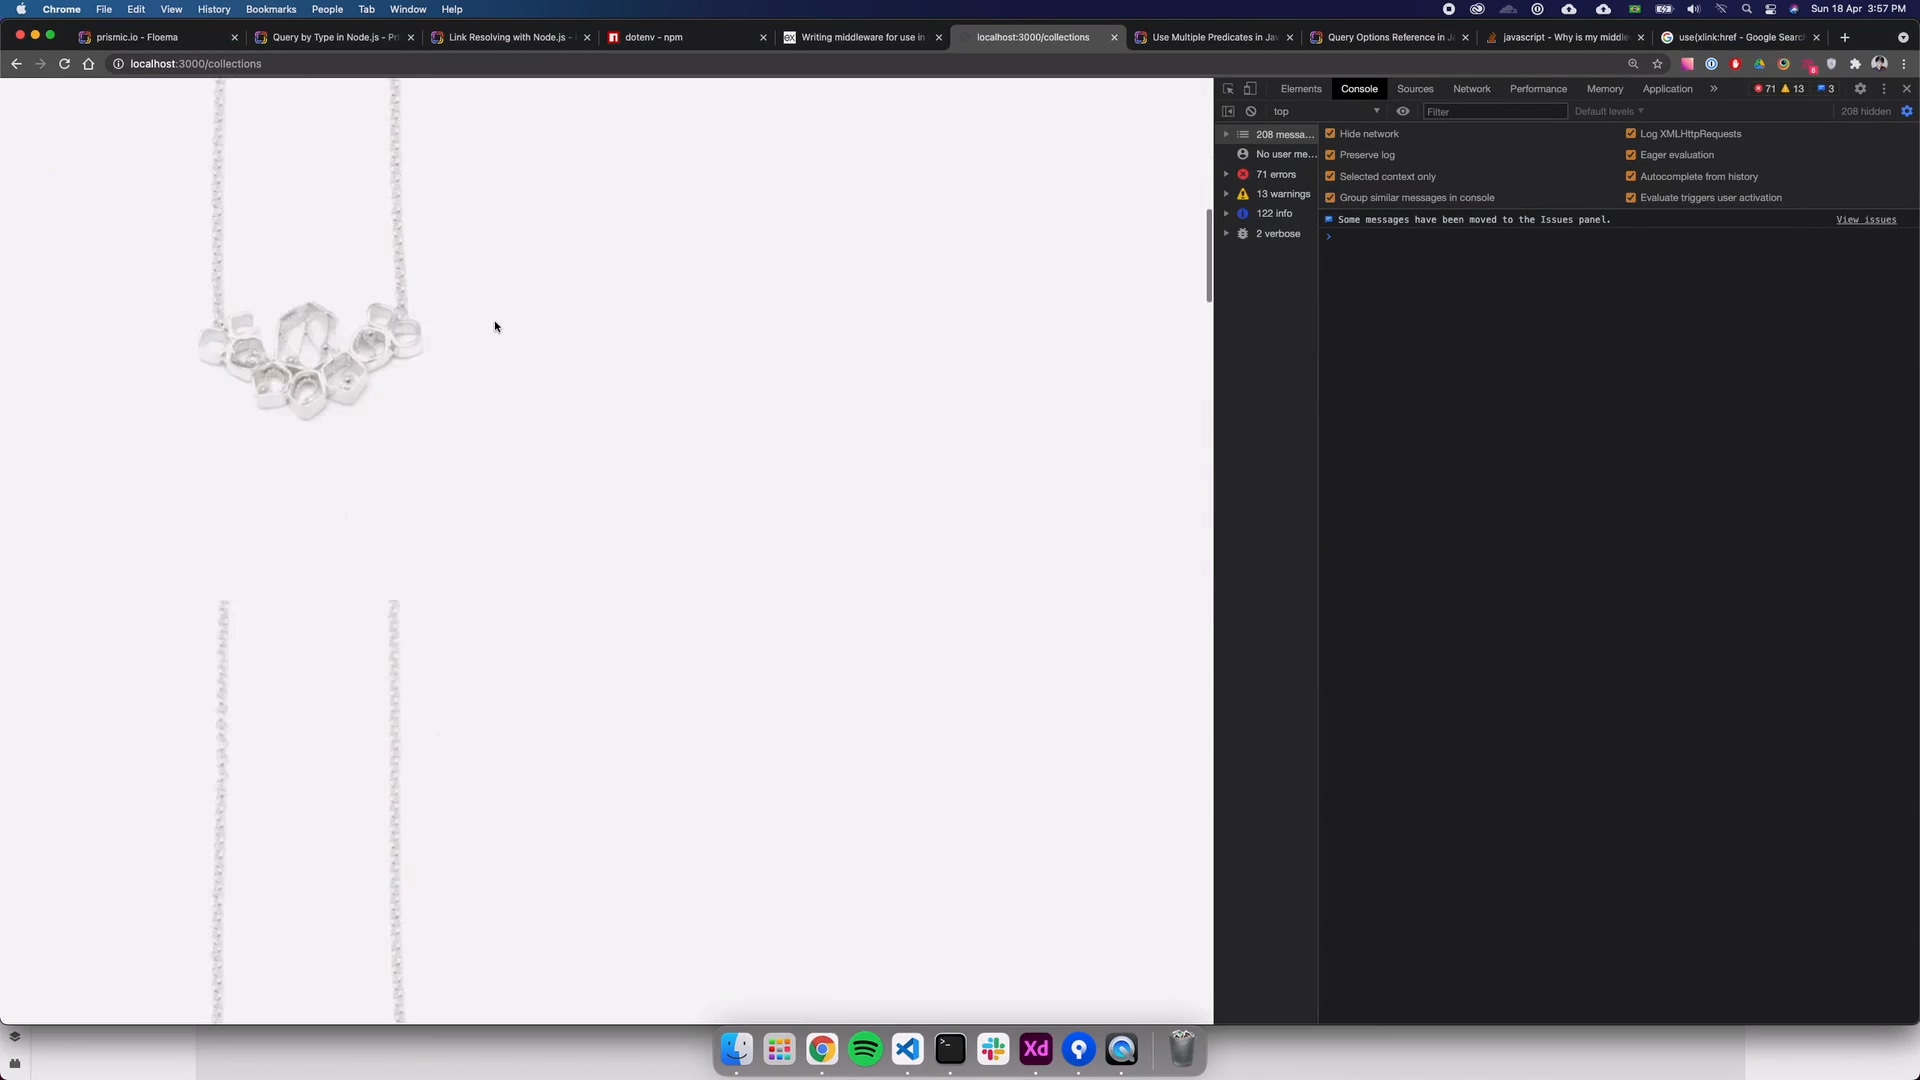 Chrome File Edit View History Bookmarks People Tab Window Help Sun 18 Apr 3:57 PM
prismic.io - Floema Query by Type in Node.js - Pri Link Resolving with Node.js - dotenv - npm Writing middleware for use in localhost:3000/collections Use Multiple Predicates in Jav Query Options Reference in J javascript - Why is my middle use(xlink:href - Google Searc
localhost:3000/collections
8
Elements Console Sources Network Performance Memory Application » 71 13 3
top Filter Default levels 208 hidden
208 messa...
No user me...
71 errors
13 warnings
122 info
2 verbose
Hide network Log XMLHttpRequests
Preserve log Eager evaluation
Selected context only Autocomplete from history
Group similar messages in console Evaluate triggers user activation
Some messages have been moved to the Issues panel. View issues
Xd